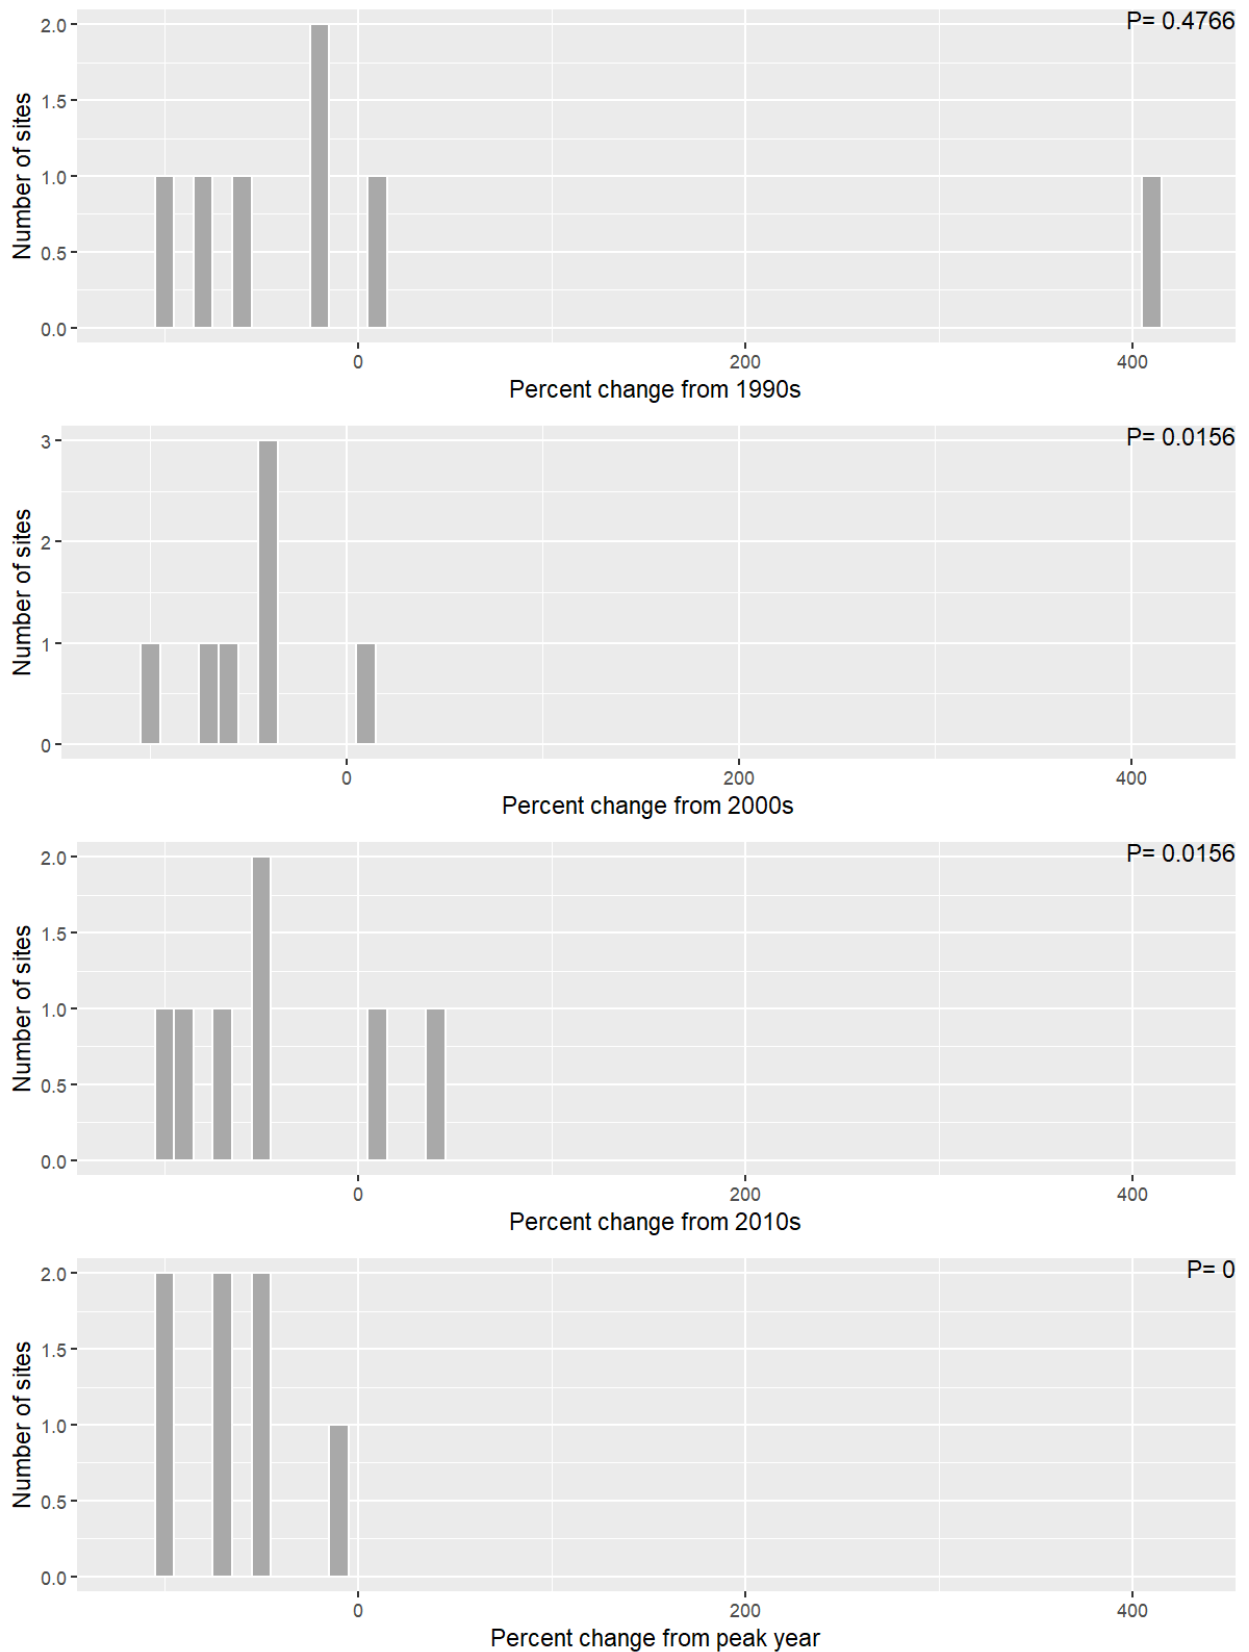 P= 0.4766
Number of sites
2.0
1.5
1.0
0.5
0.0
0 200 400
Percent change from 1990s
P= 0.0156
Number of sites
3
2
1
0
0 200 400
Percent change from 2000s
P= 0.0156
Number of sites
2.0
1.5
1.0
0.5
0.0
0 200 400
Percent change from 2010s
P= 0
Number of sites
2.0
1.5
1.0
0.5
0.0
0 200 400
Percent change from peak year